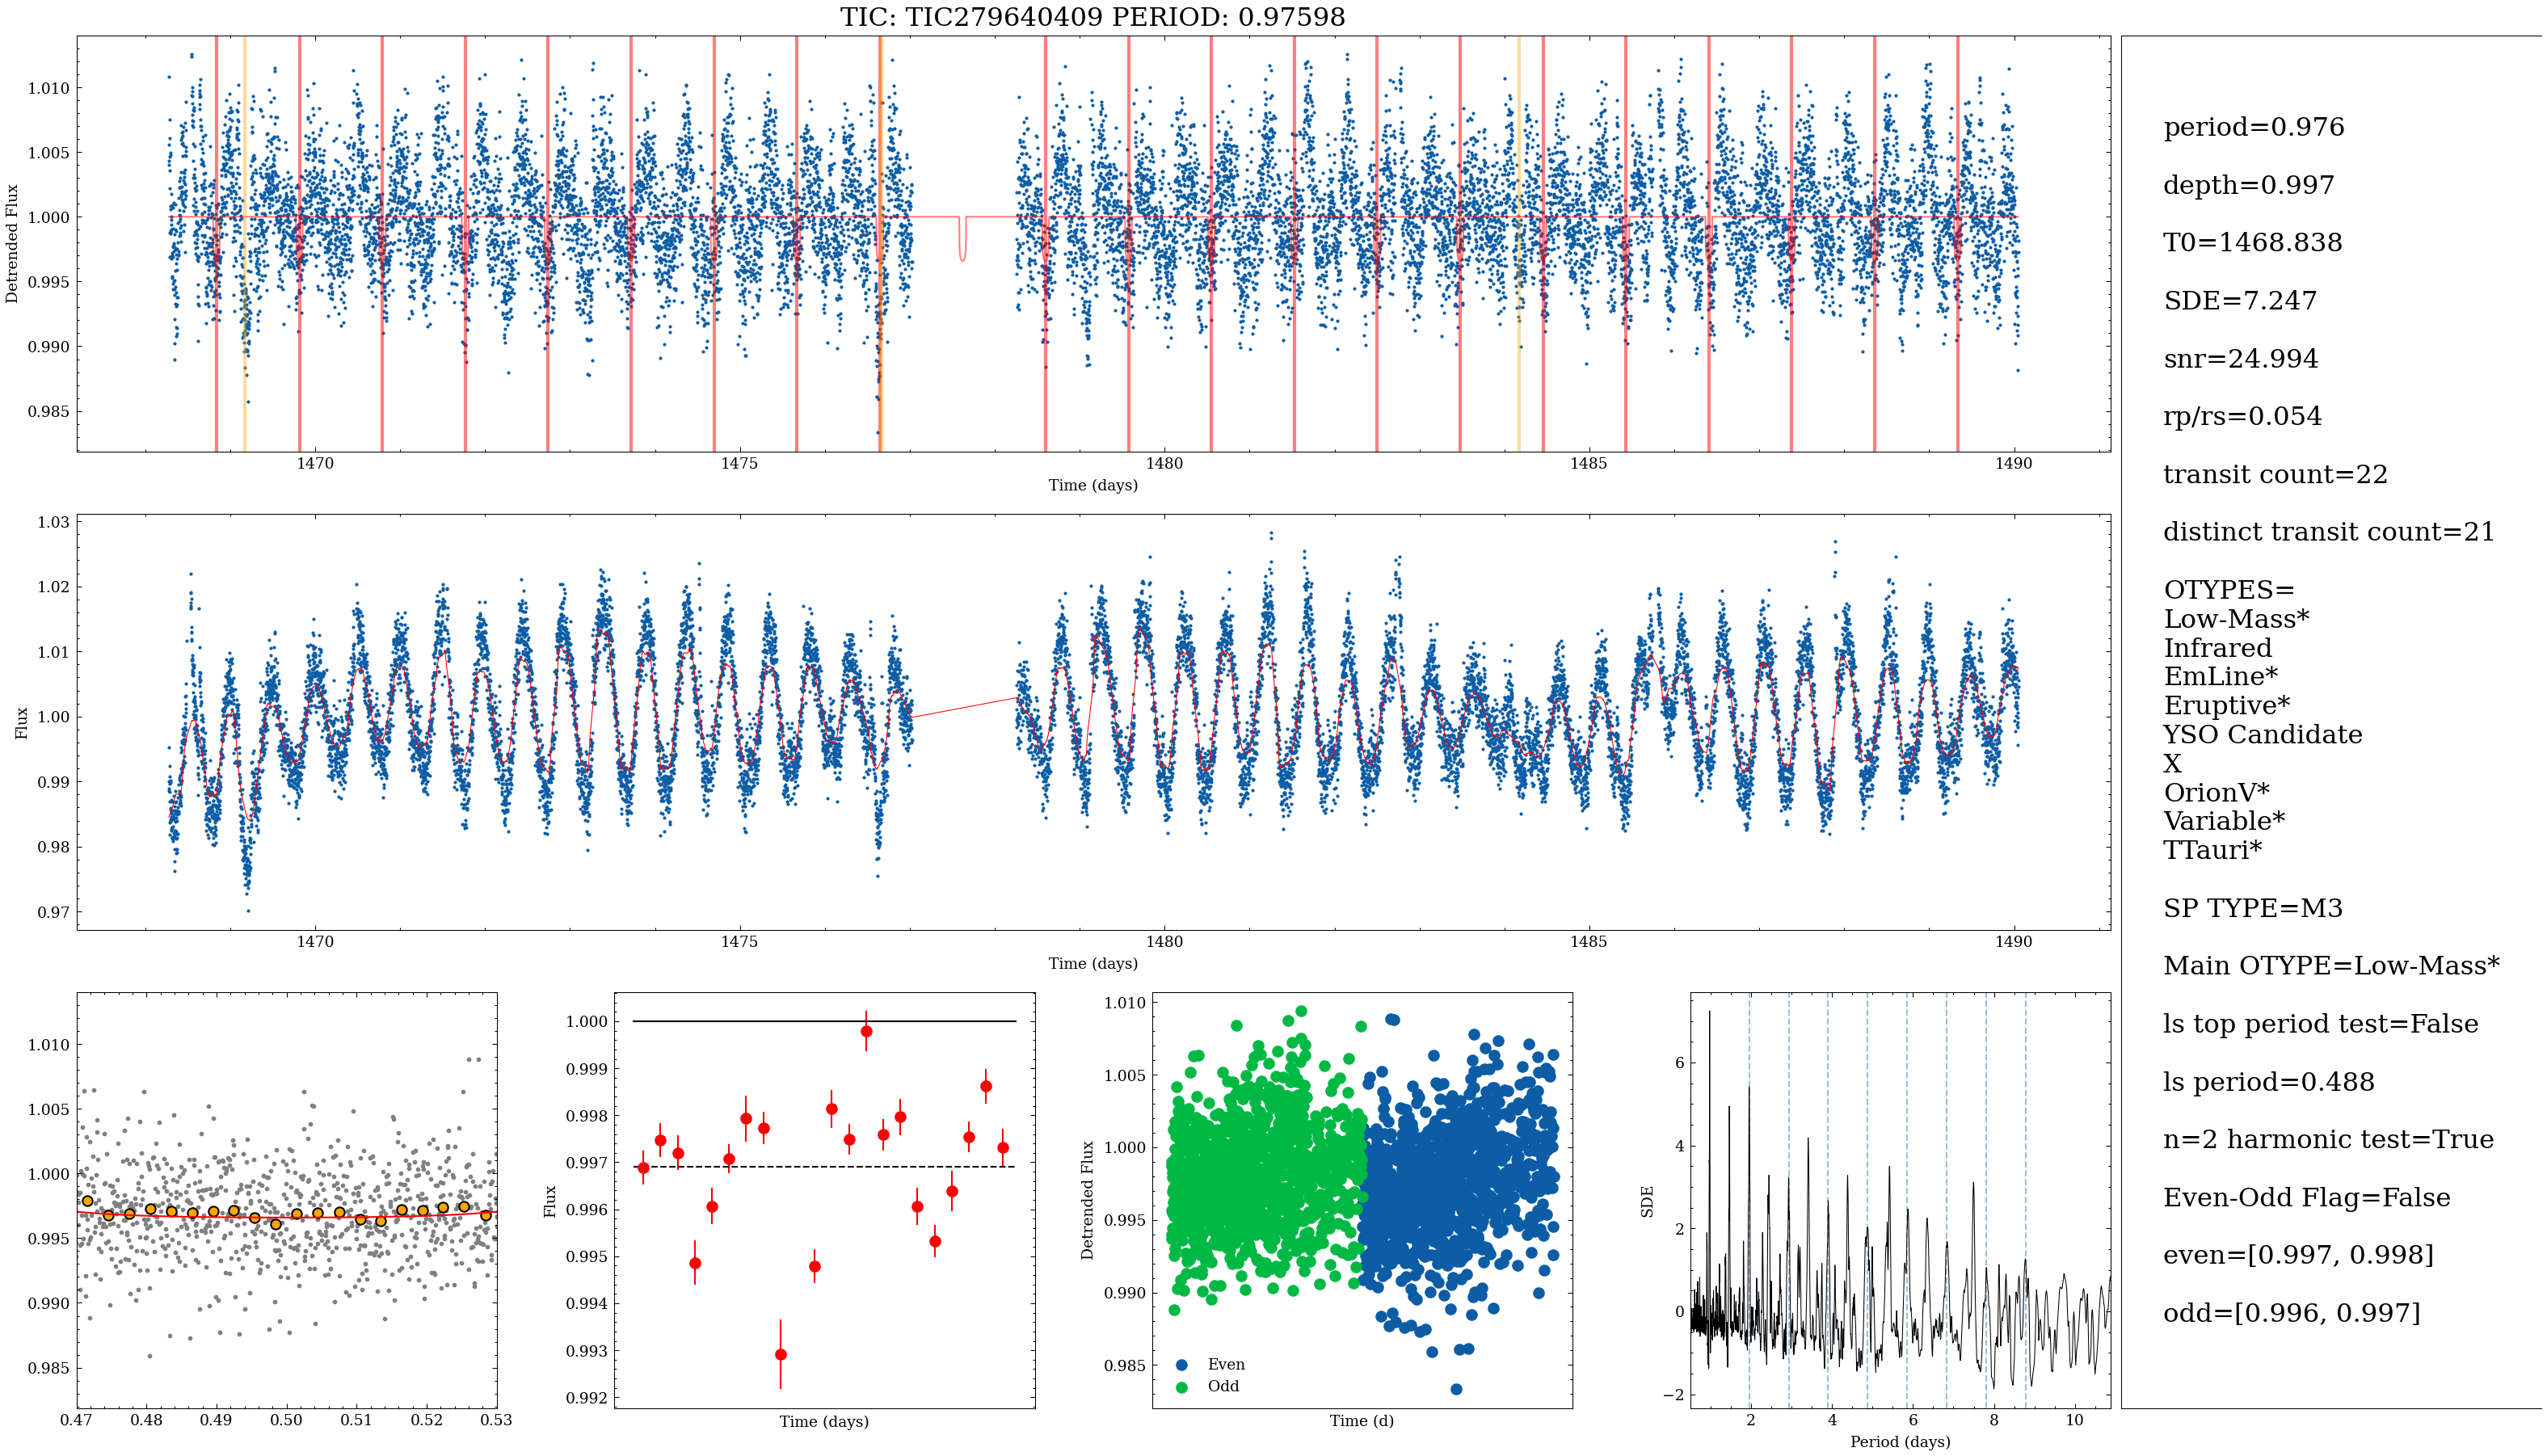 TIC: TIC279640409 PERIOD: 0.97598
1.010
1.005
1.000
0.995
0.990
0.985
Detrended Flux
1470
1475
1480
1485
1490
Time (days)
1.03
1.02
1.01
1.00
0.99
0.98
0.97
Flux
1470
1475
1480
1485
1490
Time (days)
1.010
1.005
1.000
0.995
0.990
0.985
0.47
0.48
0.49
0.50
0.51
0.52
0.53
1.000
0.999
0.998
0.997
0.996
0.995
0.994
0.993
0.992
Flux
Time (days)
1.010
1.005
1.000
0.995
0.990
0.985
Detrended Flux
Even
Odd
Time (d)
6
4
2
0
−2
SDE
2
4
6
8
10
Period (days)
period=0.976
depth=0.997
T0=1468.838
SDE=7.247
snr=24.994
rp/rs=0.054
transit count=22
distinct transit count=21
OTYPES=
Low-Mass*
Infrared
EmLine*
Eruptive*
YSO Candidate
X
OrionV*
Variable*
TTauri*
SP TYPE=M3
Main OTYPE=Low-Mass*
ls top period test=False
ls period=0.488
n=2 harmonic test=True
Even-Odd Flag=False
even=[0.997, 0.998]
odd=[0.996, 0.997]